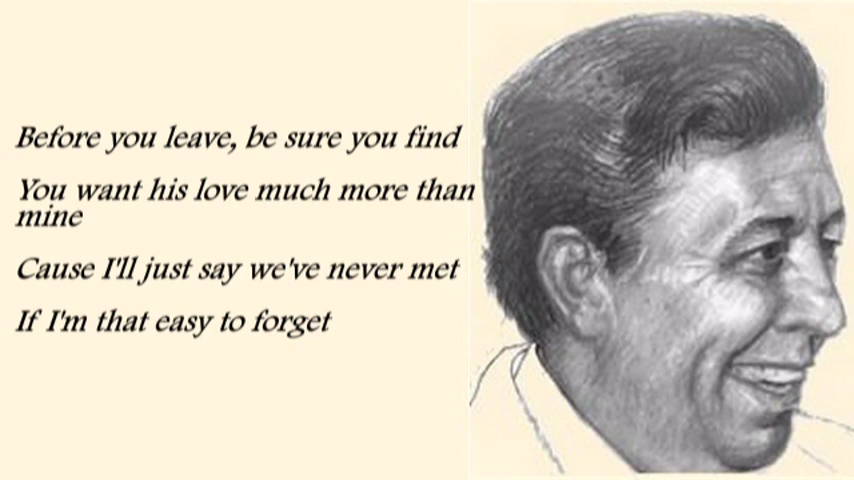 Before you leave, be sure you find
You want his love much more than
mine
Cause I'll just say we've never met
If I'm that easy to forget